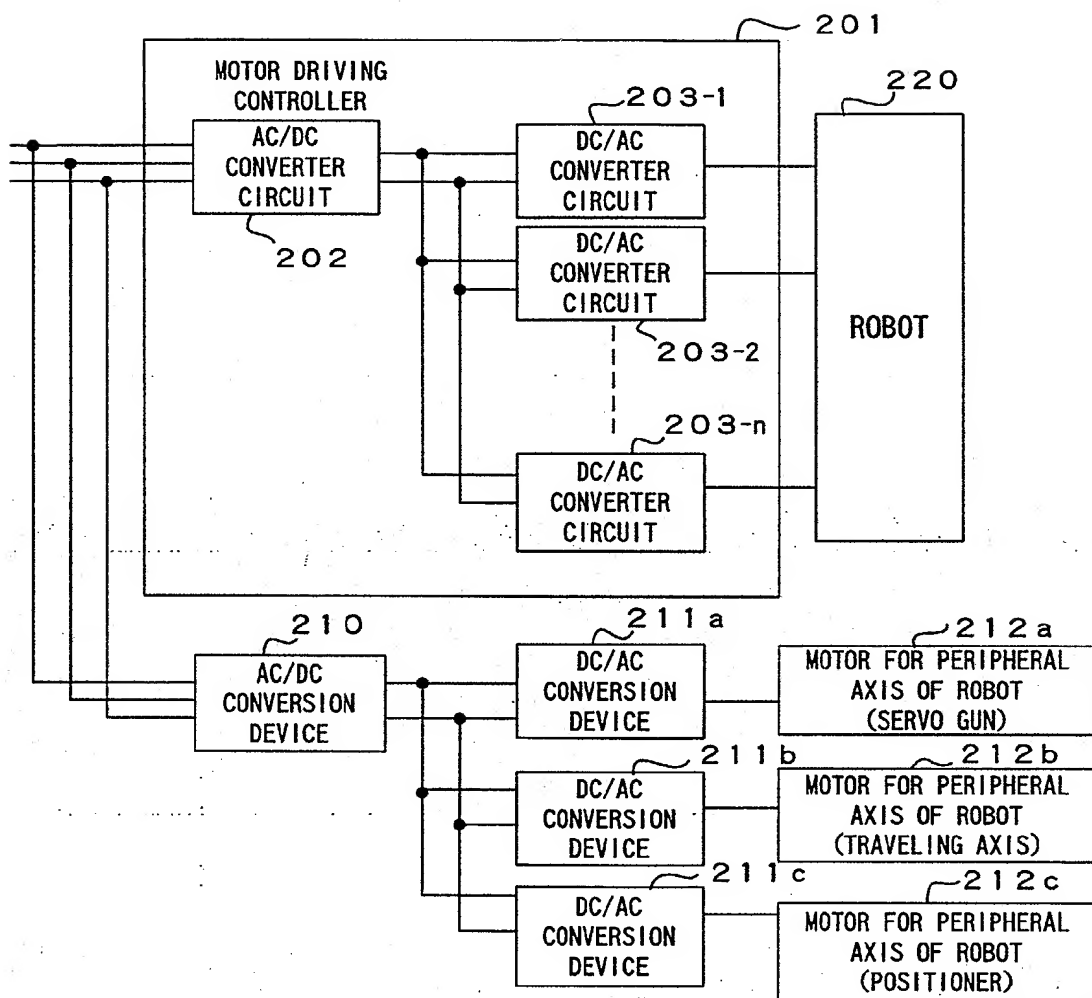 201
MOTOR DRIVING
CONTROLLER
220
203-1
AC/DC
CONVERTER
CIRCUIT
202
DC/AC
CONVERTER
CIRCUIT
DC/AC
CONVERTER
CIRCUIT
203-2
ROBOT
203-n
DC/AC
CONVERTER
CIRCUIT
210
AC/DC
CONVERSION
DEVICE
211a
DC/AC
CONVERSION
DEVICE
212a
MOTOR FOR PERIPHERAL
AXIS OF ROBOT
(SERVO GUN)
211b
DC/AC
CONVERSION
DEVICE
212b
MOTOR FOR PERIPHERAL
AXIS OF ROBOT
(TRAVELING AXIS)
211c
DC/AC
CONVERSION
DEVICE
212c
MOTOR FOR PERIPHERAL
AXIS OF ROBOT
(POSITIONER)